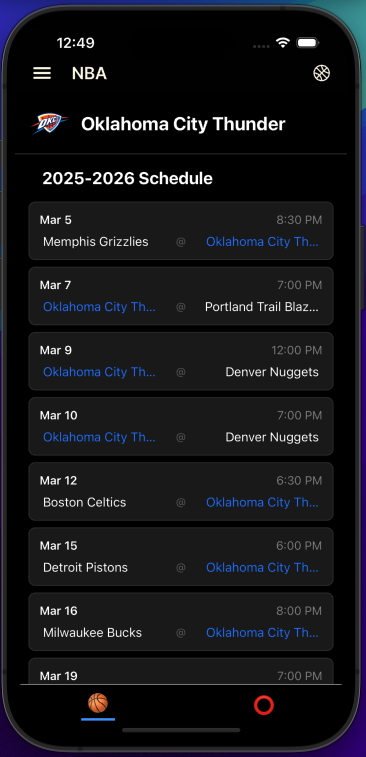 12:49
NBA
OKC
Oklahoma City Thunder
2025-2026 Schedule
Mar 5 8:30 PM
Memphis Grizzlies @ Oklahoma City Th...
Mar 7 7:00 PM
Oklahoma City Th... @ Portland Trail Blaz...
Mar 9 12:00 PM
Oklahoma City Th... @ Denver Nuggets
Mar 10 7:00 PM
Oklahoma City Th... @ Denver Nuggets
Mar 12 6:30 PM
Boston Celtics @ Oklahoma City Th...
Mar 15 6:00 PM
Detroit Pistons @ Oklahoma City Th...
Mar 16 8:00 PM
Milwaukee Bucks @ Oklahoma City Th...
Mar 19 7:00 PM